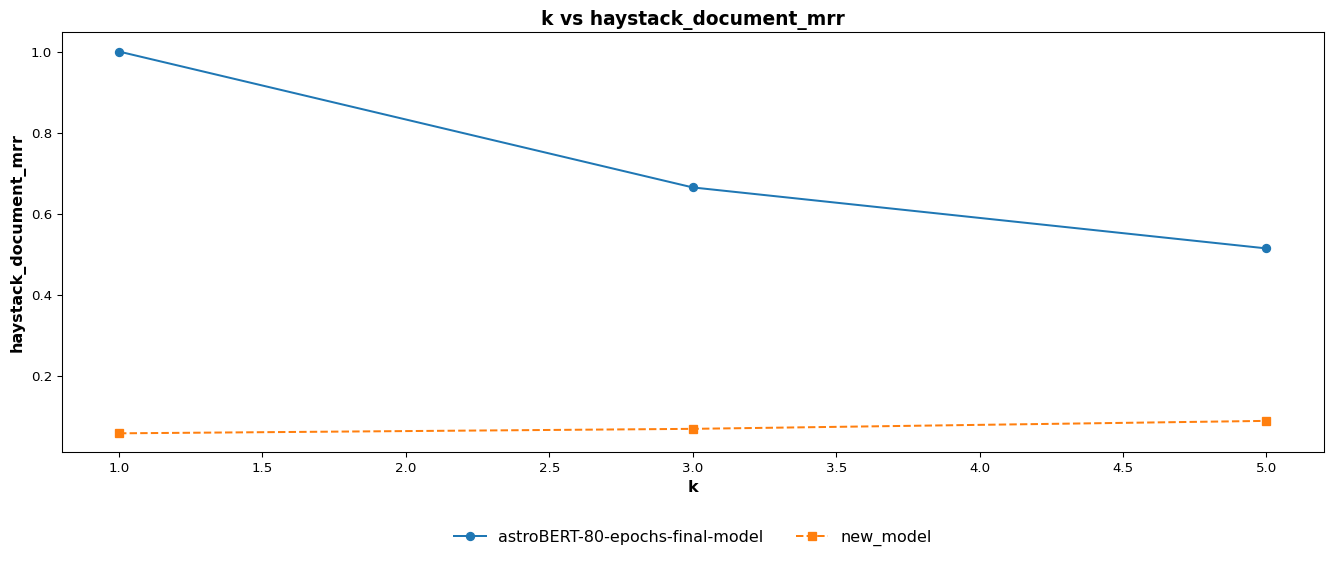 k vs haystack_document_mrr
haystack_document_mrr
1.0
0.8
0.6
0.4
0.2
1.0 1.5 2.0 2.5 3.0 3.5 4.0 4.5 5.0
k
astroBERT-80-epochs-final-model new_model